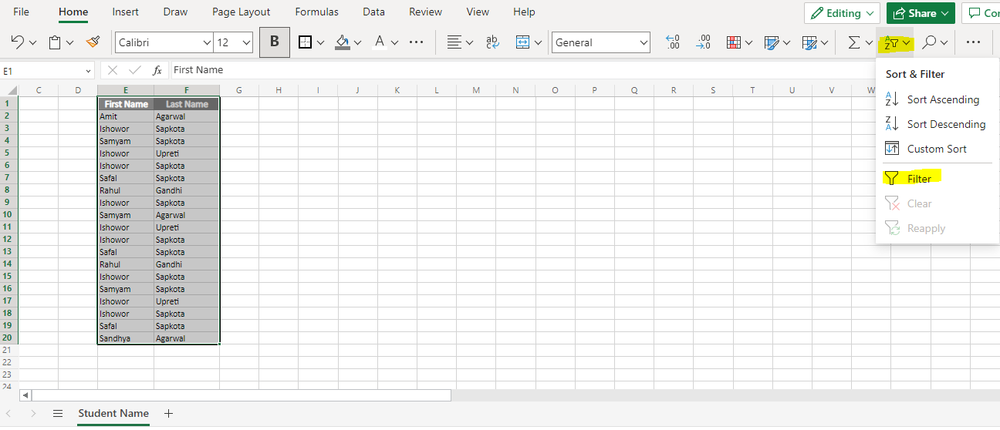 File Home Insert Draw Page Layout Formulas Data Review View Help Editing Share
Calibri 12 B A ... ab General .00 .00 ...
E1 fx First Name
Sort & Filter
Sort Ascending
Sort Descending
Custom Sort
Filter
Clear
Reapply
C D E F G H I J K L M N O P Q R S T U V W
1 First Name Last Name
2 Amit Agarwal
3 Ishowor Sapkota
4 Samyam Sapkota
5 Ishowor Upreti
6 Ishowor Sapkota
7 Safal Sapkota
8 Rahul Gandhi
9 Ishowor Sapkota
10 Samyam Agarwal
11 Ishowor Upreti
12 Ishowor Sapkota
13 Safal Sapkota
14 Rahul Gandhi
15 Ishowor Sapkota
16 Samyam Sapkota
17 Ishowor Upreti
18 Ishowor Sapkota
19 Safal Sapkota
20 Sandhya Agarwal
21
22
23
24
Student Name